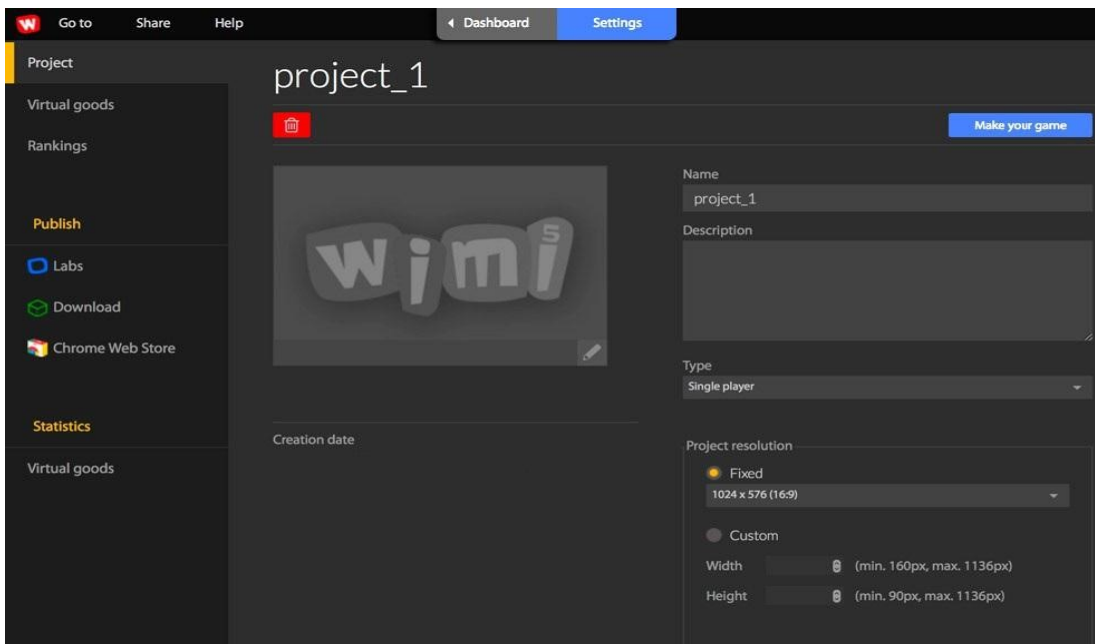 Go to Share Help Dashboard Settings
Project
Virtual goods
Rankings
Publish
Labs
Download
Chrome Web Store
Statistics
Virtual goods
project_1
Make your game
wimi5
Creation date
Name
project_1
Description
Type
Single player
Project resolution
Fixed
1024 x 576 (16:9)
Custom
Width (min. 160px, max. 1136px)
Height (min. 90px, max. 1136px)